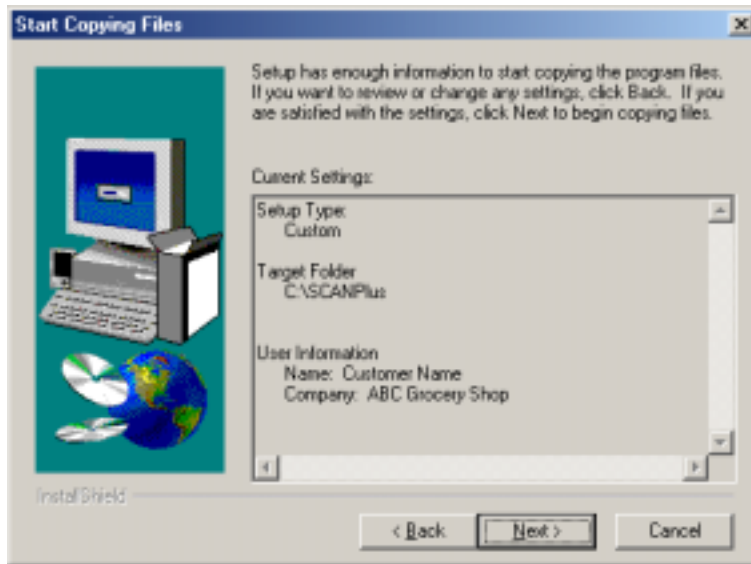 Start Copying Files
Setup has enough information to start copying the program files.
If you want to review or change any settings, click Back. If you
are satisfied with the settings, click Next to begin copying files.
Current Settings:
Setup Type:
Custom
Target Folder
C:\SCANPlus
User Information
Name: Customer Name
Company: ABC Grocery Shop
InstallShield
< Back
Next >
Cancel